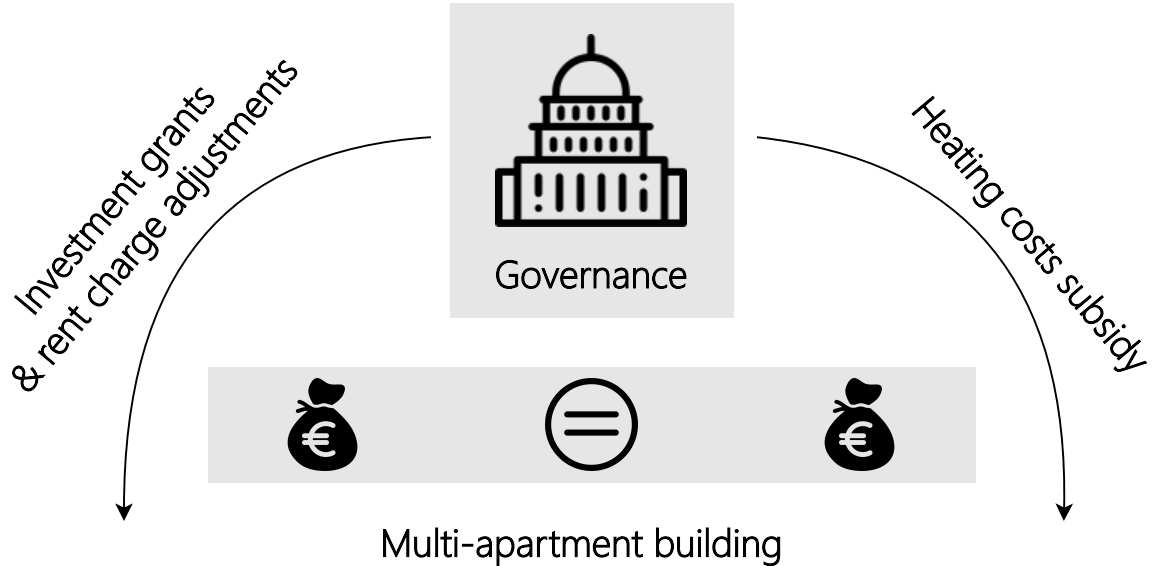 Investment grants
& rent charge adjustments
Governance
Heating costs subsidy
€
=
€
Multi-apartment building